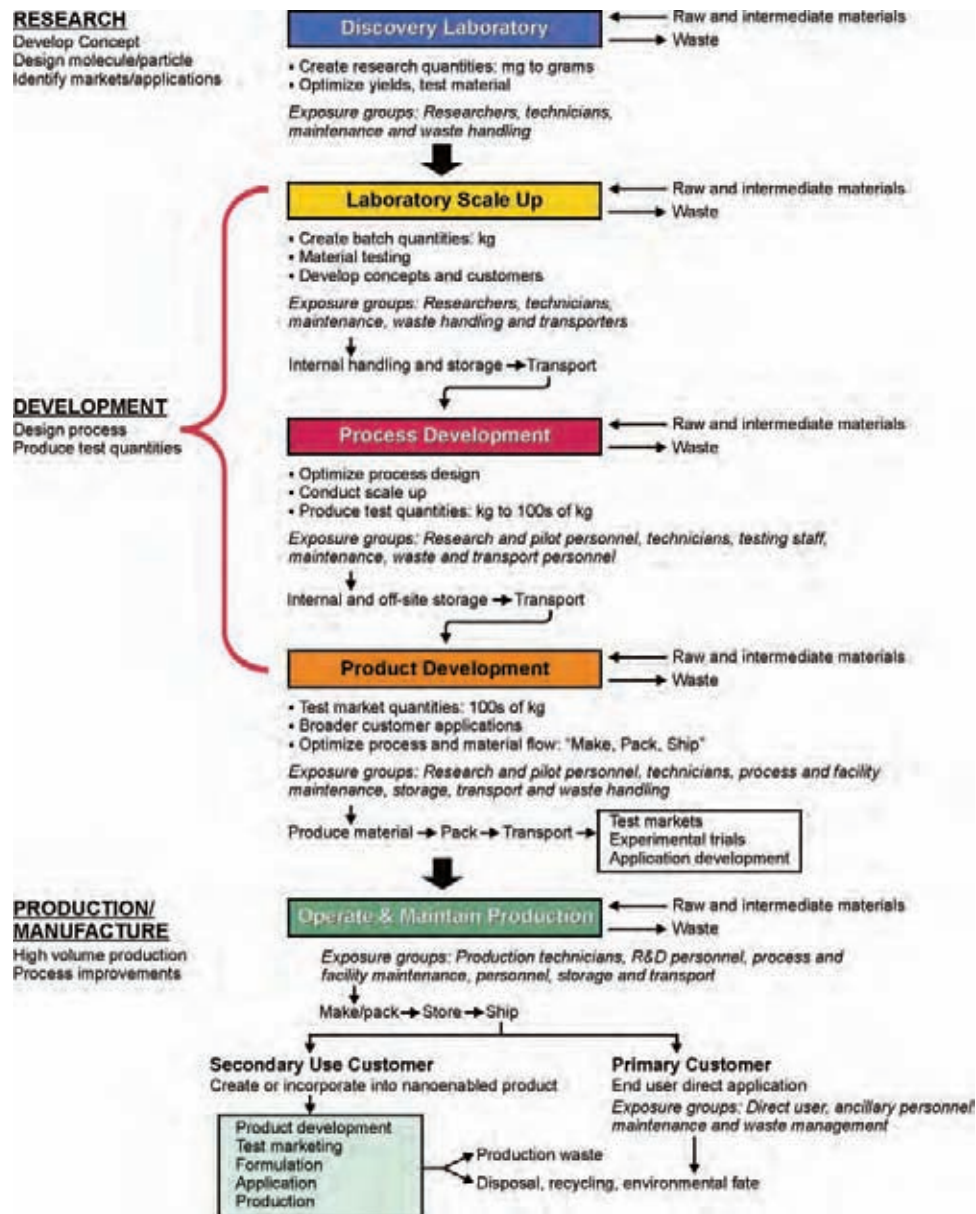 RESEARCH
Develop Concept
Design molecule/particle
Identify markets/applications
Discovery Laboratory
Raw and intermediate materials
Waste
• Create research quantities: mg to grams
• Optimize yields, test material
Exposure groups: Researchers, technicians,
maintenance and waste handling
Laboratory Scale Up
Raw and intermediate materials
Waste
• Create batch quantities: kg
• Material testing
• Develop concepts and customers
Exposure groups: Researchers, technicians,
maintenance, waste handling and transporters
Internal handling and storage → Transport
DEVELOPMENT
Design process
Produce test quantities
Process Development
Raw and intermediate materials
Waste
• Optimize process design
• Conduct scale up
• Produce test quantities: kg to 100s of kg
Exposure groups: Research and pilot personnel, technicians, testing staff,
maintenance, waste and transport personnel
Internal and off-site storage → Transport
Product Development
Raw and intermediate materials
Waste
• Test market quantities: 100s of kg
• Broader customer applications
• Optimize process and material flow: “Make, Pack, Ship”
Exposure groups: Research and pilot personnel, technicians, process and facility
maintenance, storage, transport and waste handling
Produce material → Pack → Transport →
Test markets
Experimental trials
Application development
PRODUCTION/
MANUFACTURE
High volume production
Process improvements
Operate & Maintain Production
Raw and intermediate materials
Waste
Exposure groups: Production technicians, R&D personnel, process and
facility maintenance, personnel, storage and transport
Make/pack → Store → Ship
Secondary Use Customer
Create or incorporate into nanoenabled product
Product development
Test marketing
Formulation
Application
Production
Production waste
Disposal, recycling, environmental fate
Primary Customer
End user direct application
Exposure groups: Direct user, ancillary personnel
maintenance and waste management